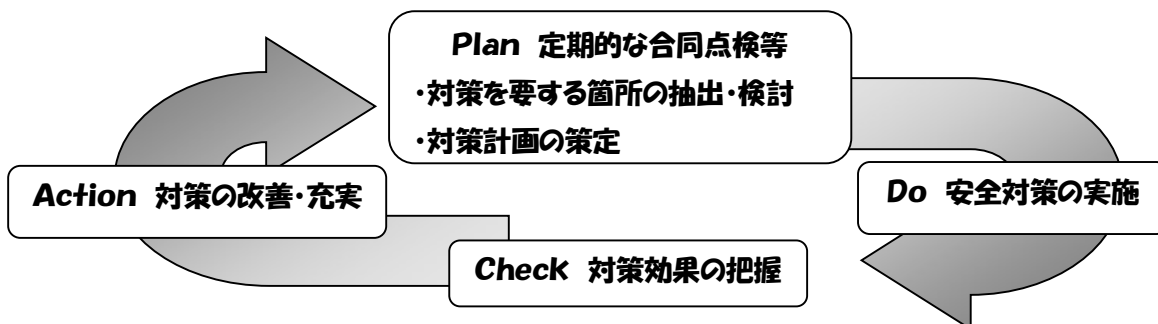 Plan 定期的な合同点検等
・対策を要する箇所の抽出・検討
・対策計画の策定
Action 対策の改善・充実
Do 安全対策の実施
Check 対策効果の把握